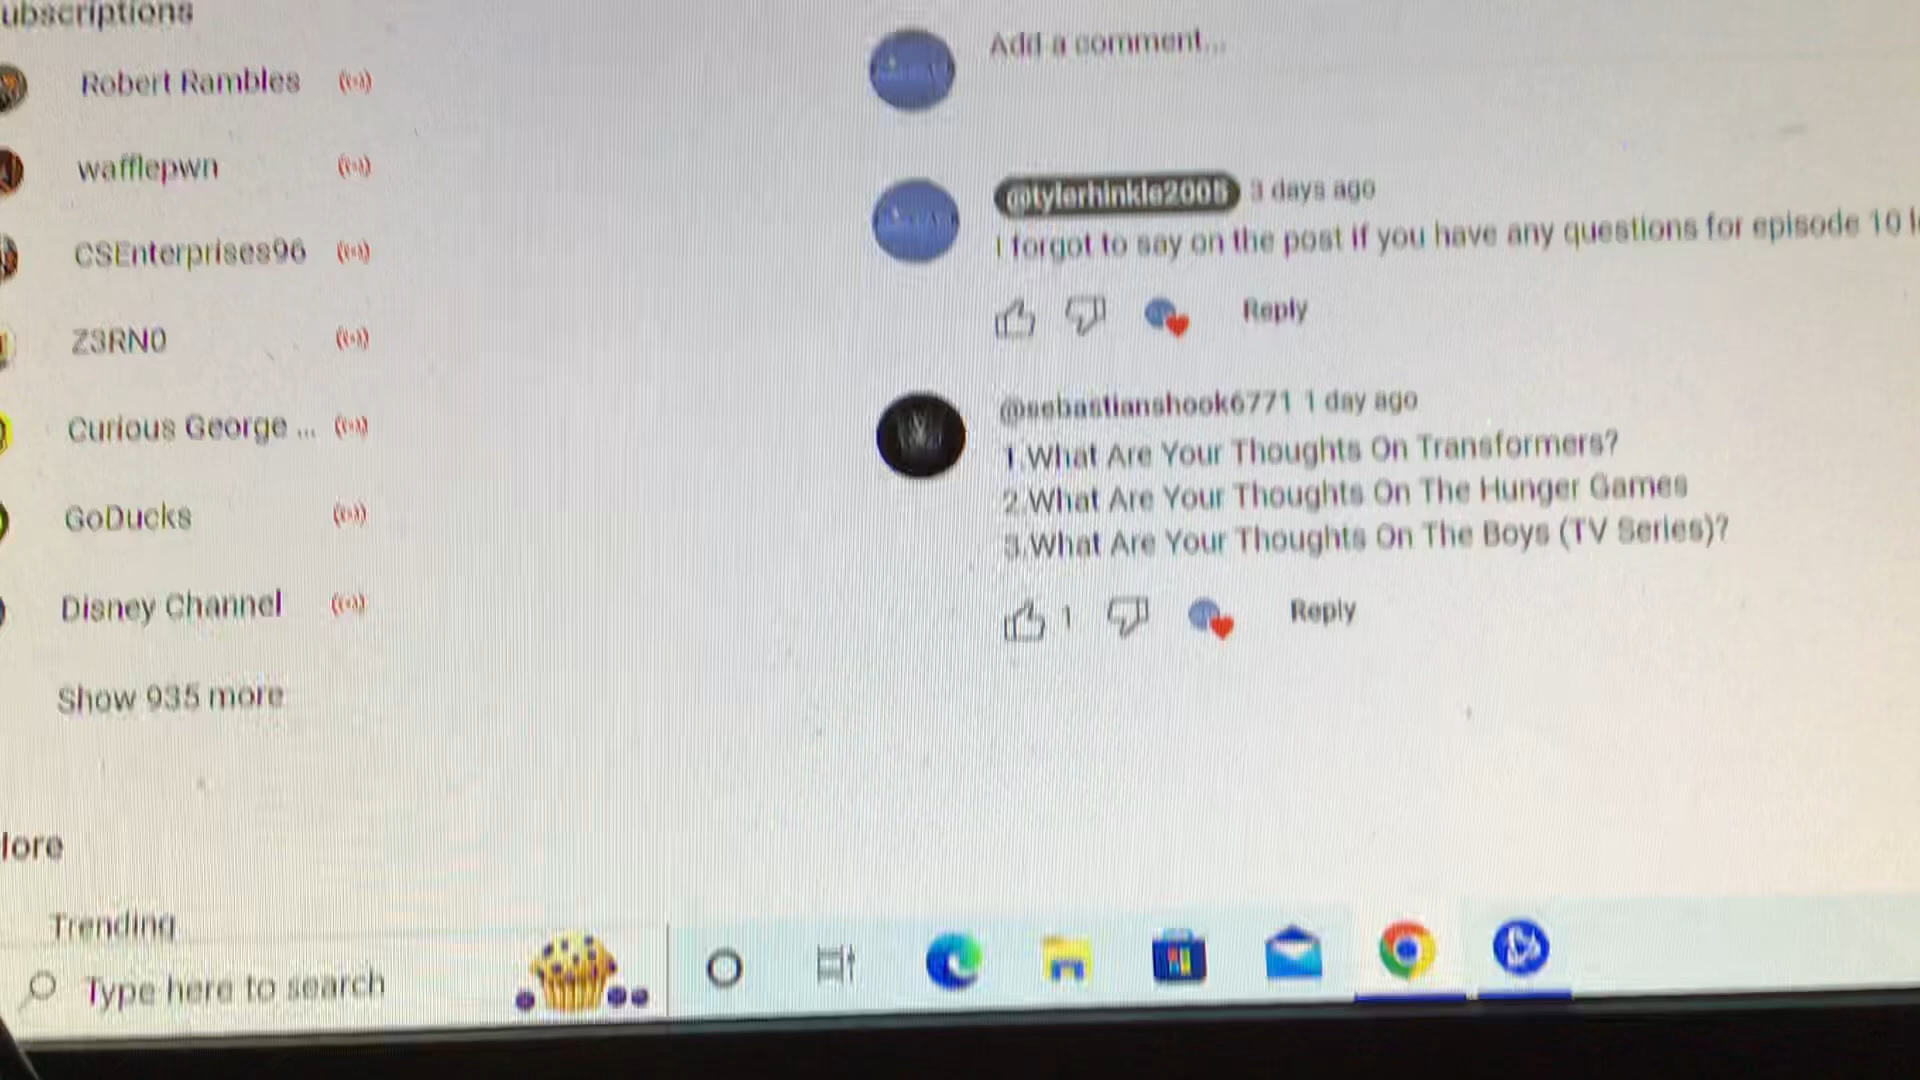 ubscriptions
Robert Rambles
wafflepwn
CSEnterprises96
Z3RN0
Curious George ...
GoDucks
Disney Channel
Show 935 more
lore
Trending
Type here to search
Add a comment...
@tylerhinkle2005 3 days ago
I forgot to say on the post if you have any questions for episode 10 l
Reply
@sebastianshook6771 1 day ago
1.What Are Your Thoughts On Transformers?
2.What Are Your Thoughts On The Hunger Games
3.What Are Your Thoughts On The Boys (TV Series)?
1
Reply